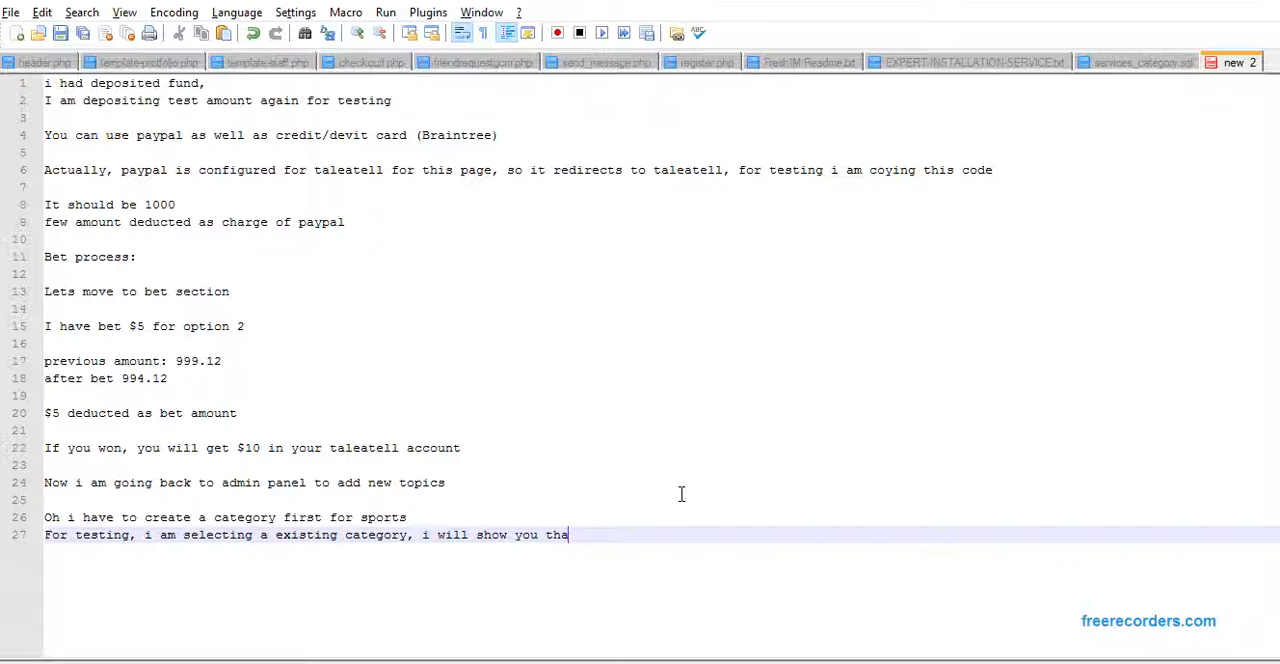 File Edit Search View Encoding Language Settings Macro Run Plugins Window ?
header.php template-protfolio.php template-staff.php checkout.php friendrequestycm.php send_message.php register.php FreshIM Readme.txt EXPERT-INSTALLATION-SERVICE.txt services_category.sql new 2
1 i had deposited fund,
2 I am depositing test amount again for testing
3
4 You can use paypal as well as credit/devit card (Braintree)
5
6 Actually, paypal is configured for taleatell for this page, so it redirects to taleatell, for testing i am coying this code
7
8 It should be 1000
9 few amount deducted as charge of paypal
10
11 Bet process:
12
13 Lets move to bet section
14
15 I have bet $5 for option 2
16
17 previous amount: 999.12
18 after bet 994.12
19
20 $5 deducted as bet amount
21
22 If you won, you will get $10 in your taleatell account
23
24 Now i am going back to admin panel to add new topics
25
26 Oh i have to create a category first for sports
27 For testing, i am selecting a existing category, i will show you tha
freerecorders.com